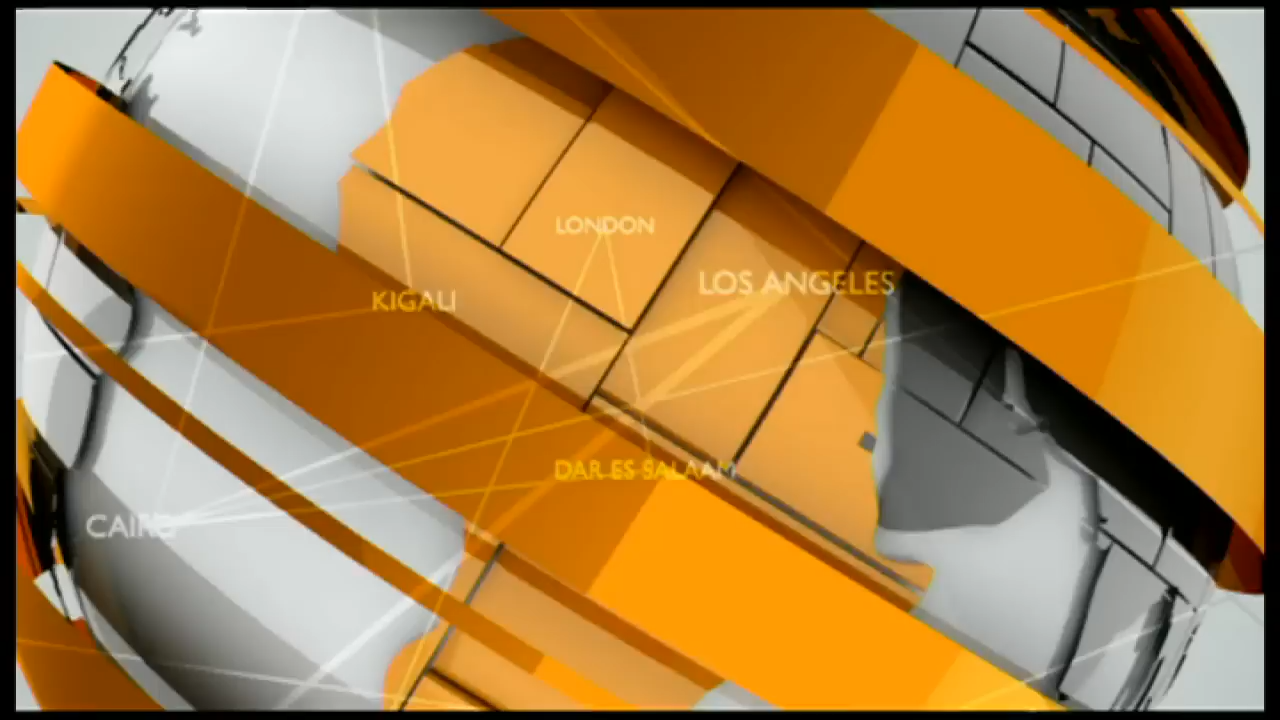 LONDON
LOS ANGELES
KIGALI
DAR ES SALAAM
CAIRO